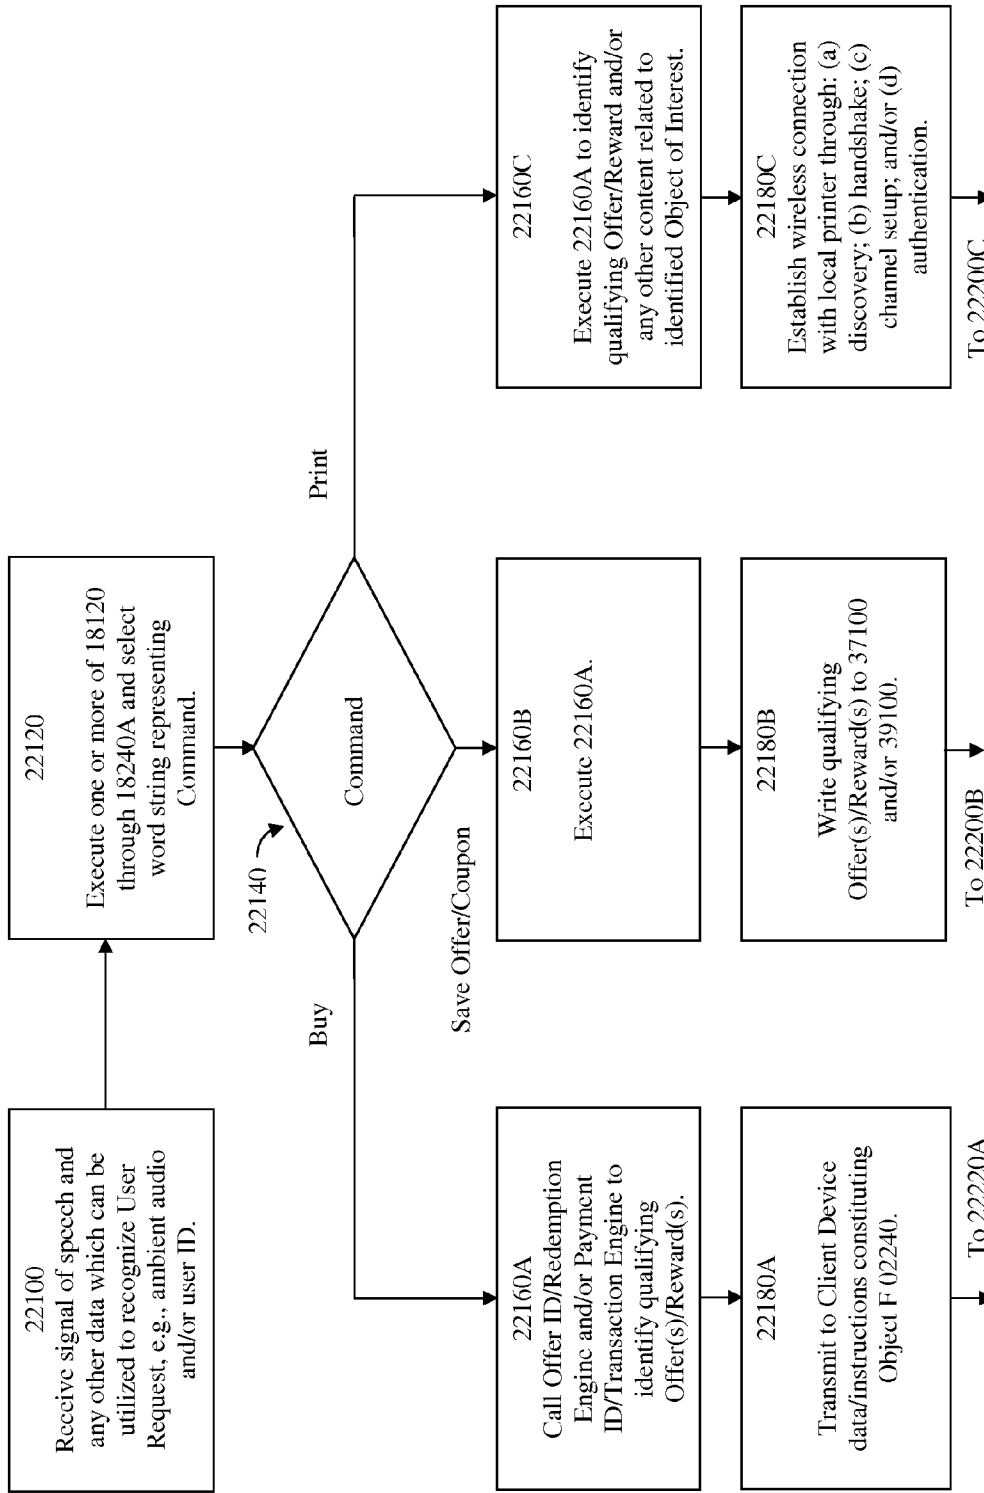 22100
Receive signal of speech and
any other data which can be
utilized to recognize User
Request, e.g., ambient audio
and/or user ID.
22120
Execute one or more of 18120
through 18240A and select
word string representing
Command.
22140
Command
Buy
Save Offer/Coupon
Print
22160A
Call Offer ID/Redemption
Engine and/or Payment
ID/Transaction Engine to
identify qualifying
Offer(s)/Reward(s).
22160B
Execute 22160A.
22160C
Execute 22160A to identify
qualifying Offer/Reward and/or
any other content related to
identified Object of Interest.
22180A
Transmit to Client Device
data/instructions constituting
Object F 02240.
22180B
Write qualifying
Offer(s)/Reward(s) to 37100
and/or 39100.
22180C
Establish wireless connection
with local printer through: (a)
discovery; (b) handshake; (c)
channel setup; and/or (d)
authentication.
To 22220A
To 22200B
To 22200C